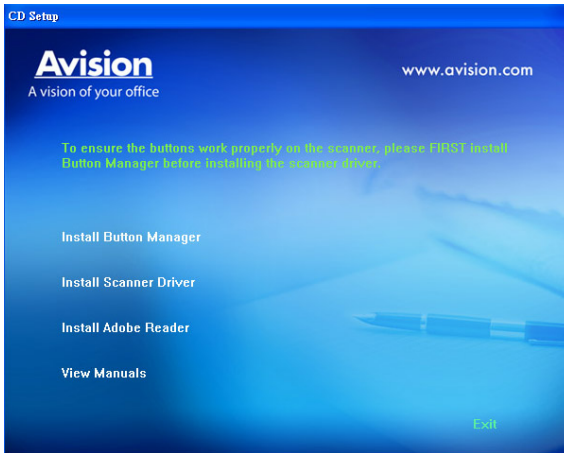 CD Setup
Avision
www.avision.com
A vision of your office
To ensure the buttons work properly on the scanner, please FIRST install
Button Manager before installing the scanner driver.
Install Button Manager
Install Scanner Driver
Install Adobe Reader
View Manuals
Exit